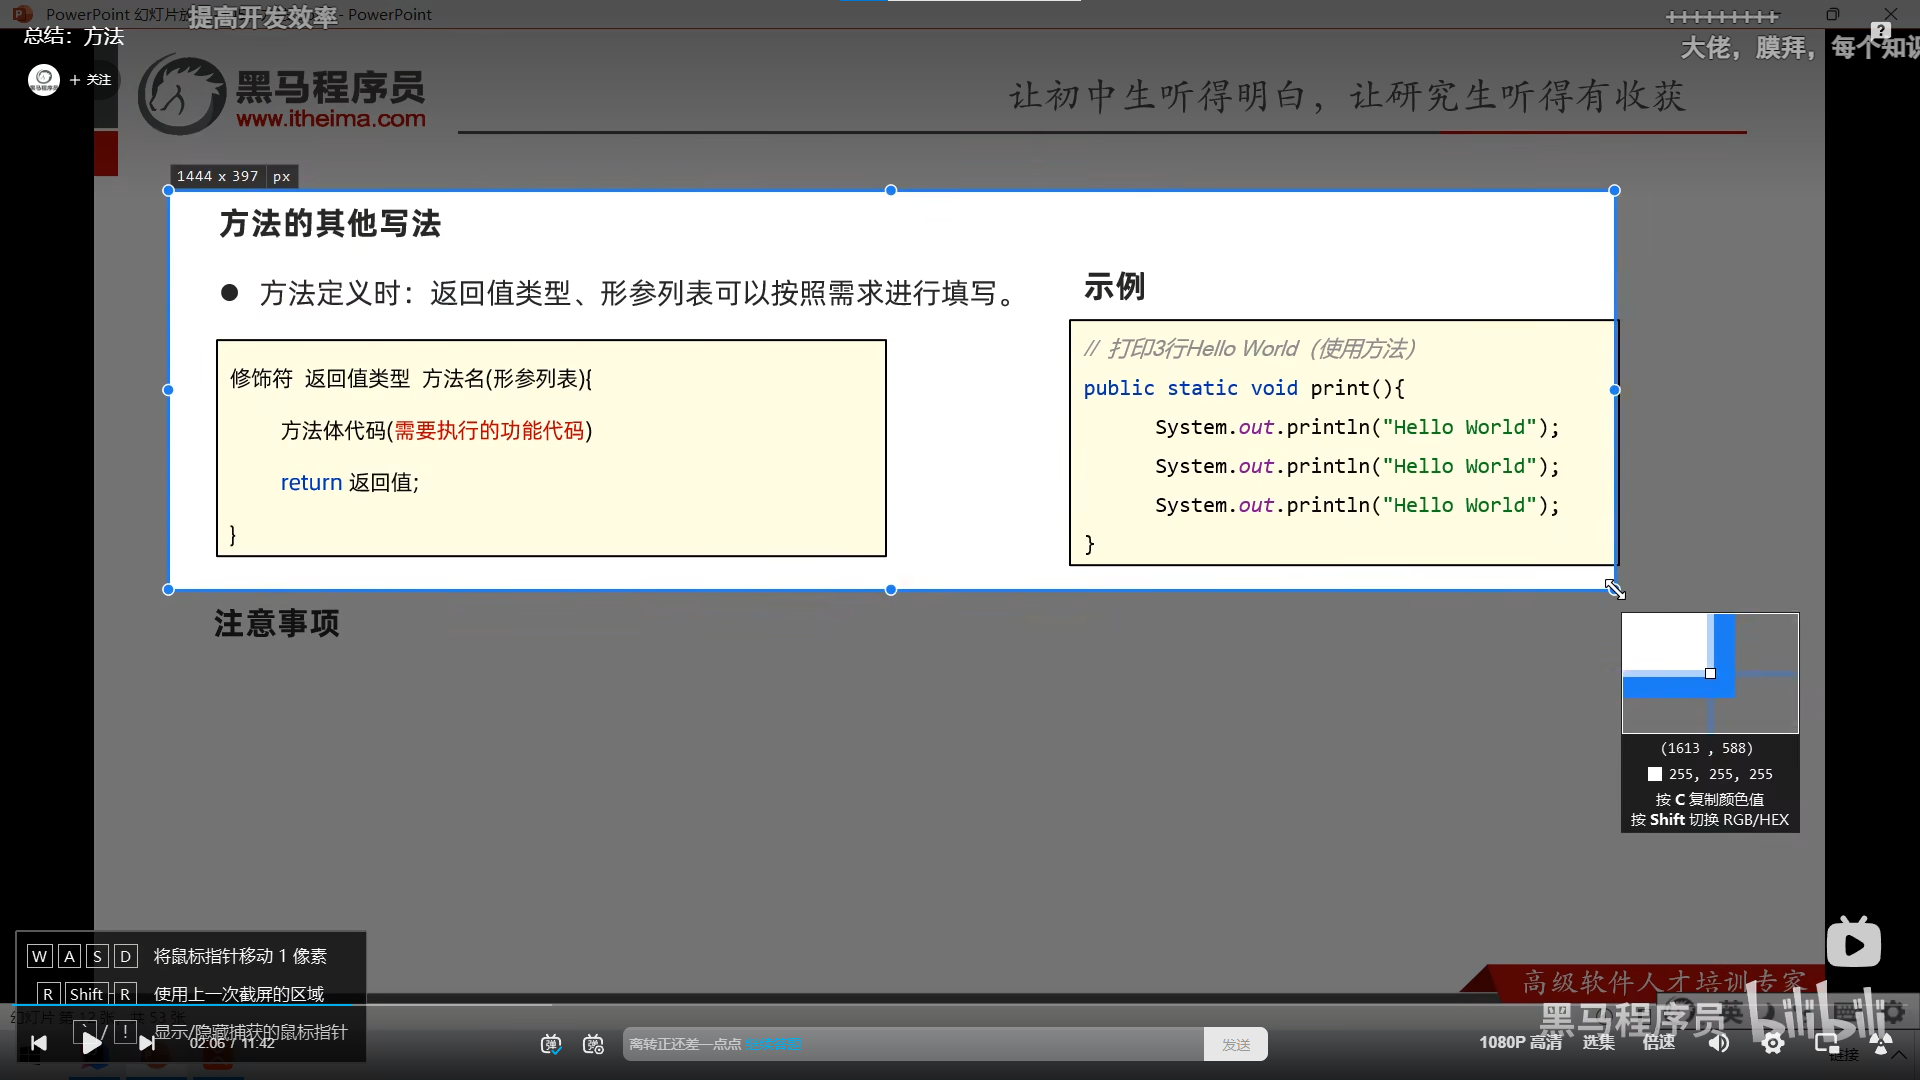 PowerPoint 幻灯片放
提高开发效率
- PowerPoint
+++++++++
总结：方法
大佬，膜拜，每个知识
+ 关注
黑马程序员
www.itheima.com
让初中生听得明白，让研究生听得有收获
1444 x 397 px
方法的其他写法
● 方法定义时：返回值类型、形参列表可以按照需求进行填写。
修饰符 返回值类型 方法名(形参列表){
方法体代码(需要执行的功能代码)
return 返回值;
}
示例
// 打印3行Hello World（使用方法）
public static void print(){
System.out.println("Hello World");
System.out.println("Hello World");
System.out.println("Hello World");
}
注意事项
(1613 , 588)
255, 255, 255
按 C 复制颜色值
按 Shift 切换 RGB/HEX
W A S D 将鼠标指针移动 1 像素
R Shift-R 使用上一次截屏的区域
` / ! 显示/隐藏捕获的鼠标指针
高级软件人才培训专家
黑马程序员 bilibili
共 53 张
02:06 / 11:42
弹
弹
离转正还差一点点
发送
1080P 高清
选集
倍速
链接